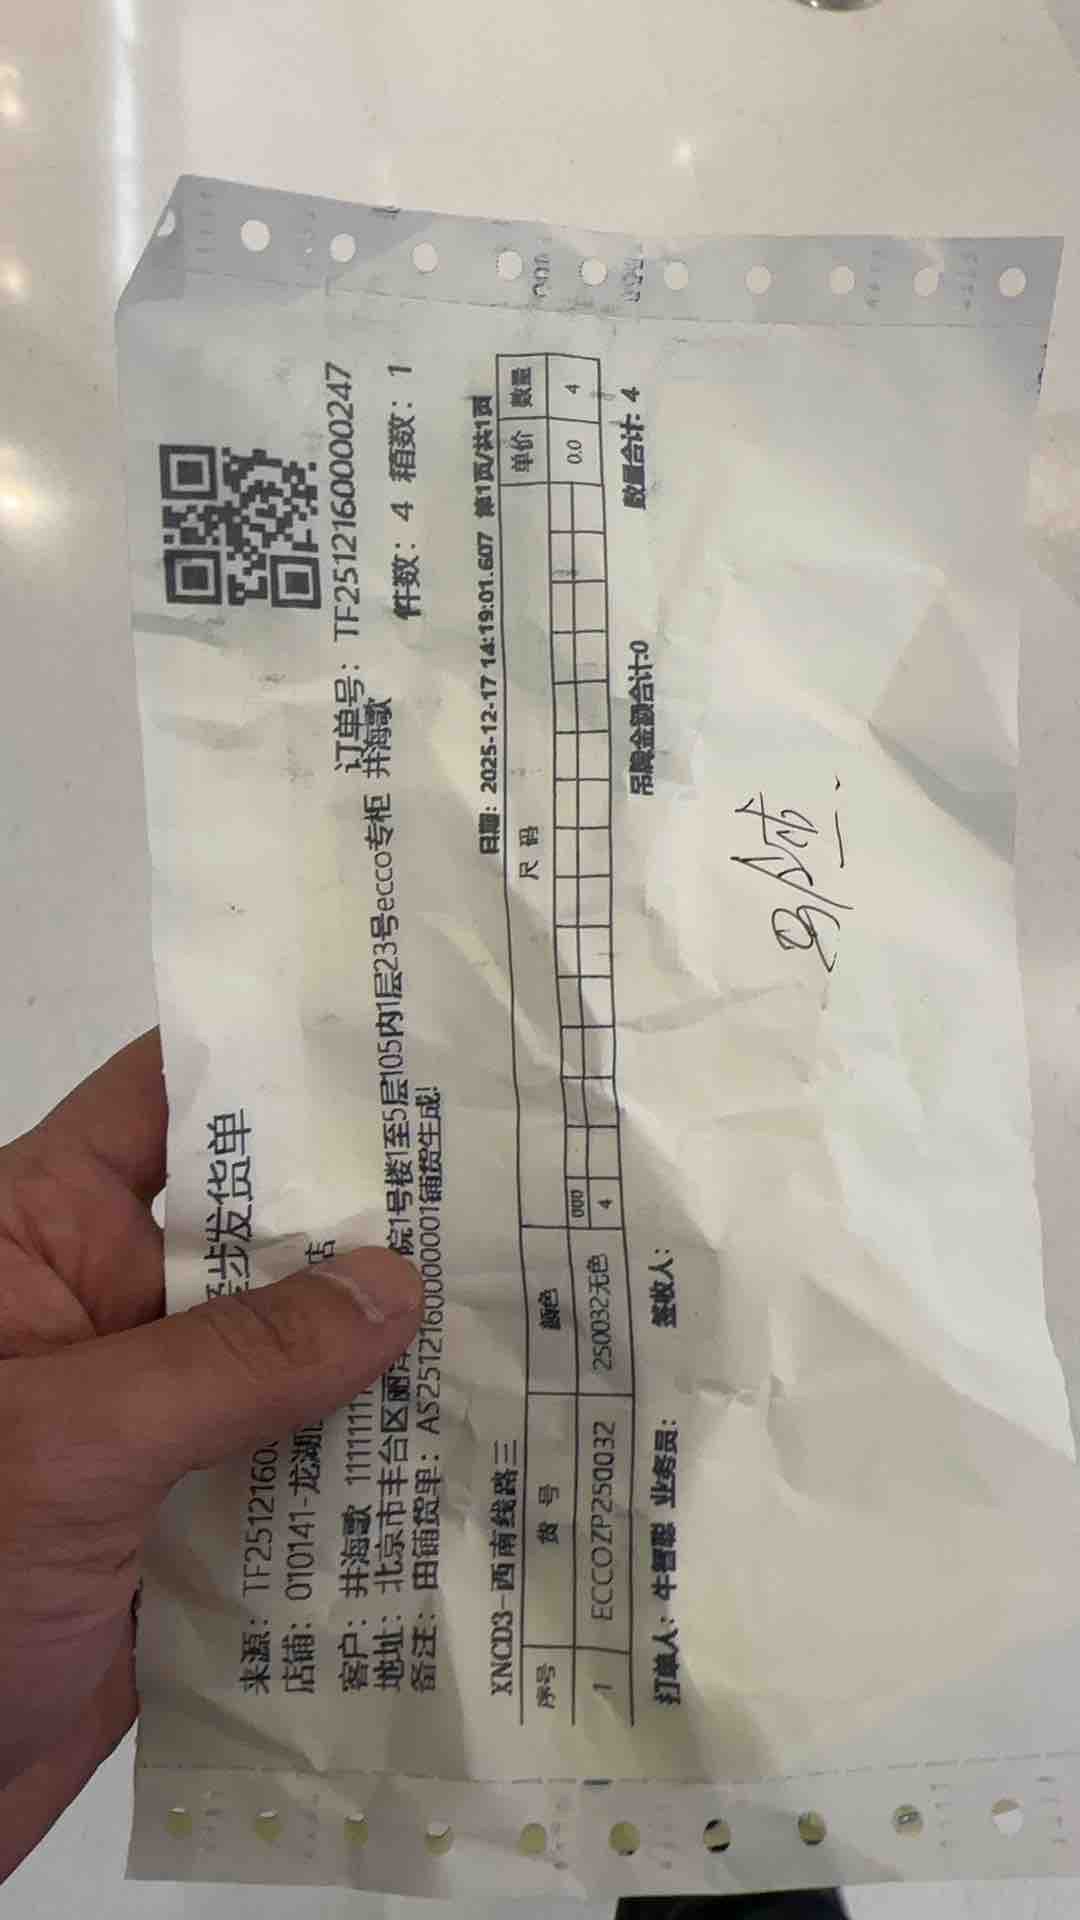 步发货单
来源：TF2512160
订单号：TF25121600000247
店铺：010141-龙湖
店
件数：4 箱数：1
客户：井海歌 1111111
地址：北京市丰台区丽
院1号楼1至5层105内1层23号ecco专柜 井海歌
备注：由铺货单：AS25121600000001铺货生成!
XNCD3-西南线路三
日期：2025-12-17 14:19:01.607 第1页/共1页
序号 货号 颜色 尺码 单价 数量
000
1 ECCOZP250032 250032无色 4 0.0 4
打单人：牛智聪 业务员： 签收人： 吊牌金额合计:0 数量合计: 4